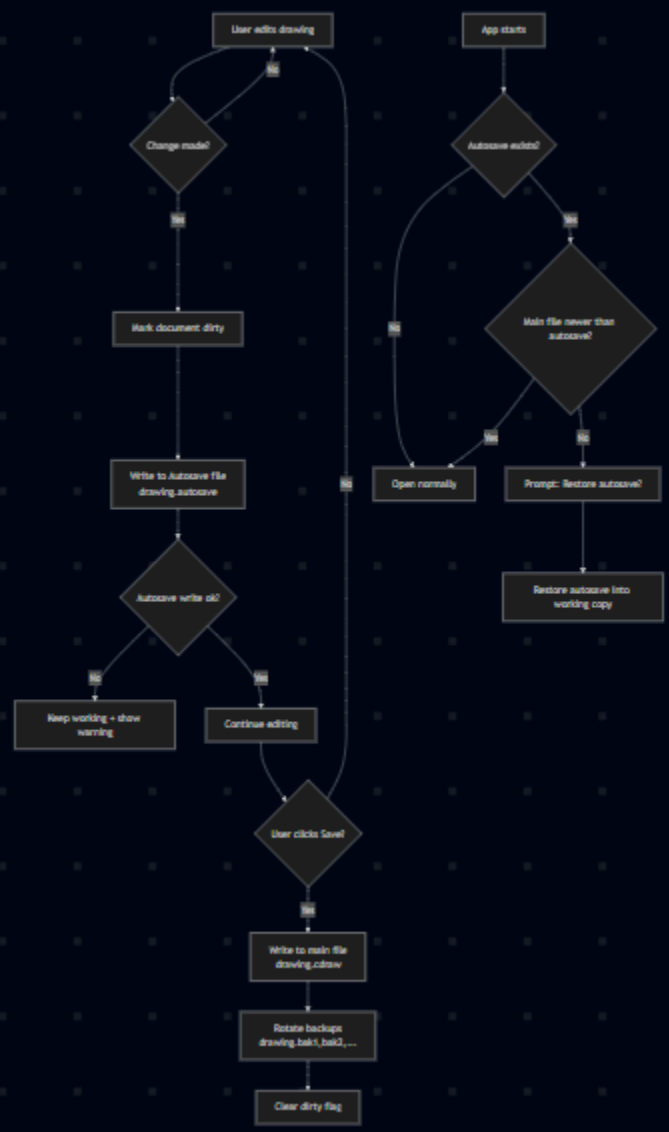 User edits drawing
No
Change made?
Yes
Mark document dirty
Write to Autosave file
drawing.autosave
Autosave write ok?
No
Yes
Keep working + show
warning
Continue editing
No
User clicks Save?
Yes
Write to main file
drawing.cdraw
Rotate backups
drawing.bak1,bak2,...
Clear dirty flag
App starts
Autosave exists?
Yes
No
Main file newer than
autosave?
Yes
No
Open normally
Prompt: Restore autosave?
Restore autosave into
working copy